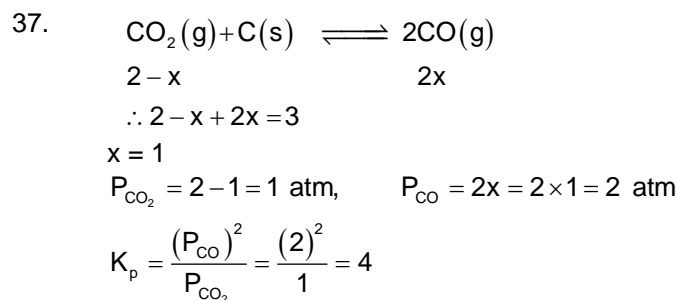 37. CO₂(g)+C(s) ⇌ 2CO(g)
2 – x 2x
∴ 2 – x + 2x = 3
x = 1
P_CO₂ = 2 – 1 = 1 atm, P_CO = 2x = 2 × 1 = 2 atm
K_p = (P_CO)² / P_CO₂ = (2)² / 1 = 4